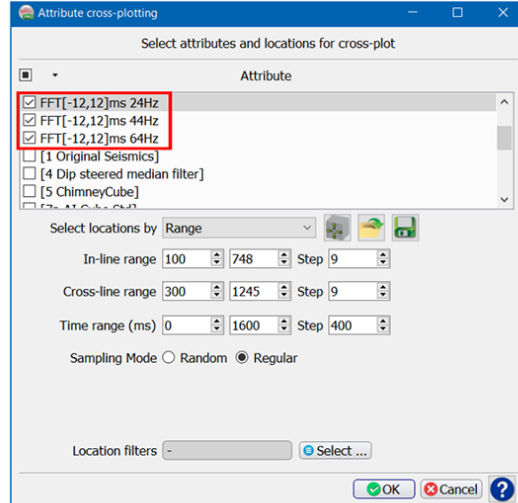 Attribute cross-plotting
Select attributes and locations for cross-plot
Attribute
FFT[-12,12]ms 24Hz
FFT[-12,12]ms 44Hz
FFT[-12,12]ms 64Hz
[1 Original Seismics]
[4 Dip steered median filter]
[5 ChimneyCube]
Select locations by Range
In-line range 100 748 Step 9
Cross-line range 300 1245 Step 9
Time range (ms) 0 1600 Step 400
Sampling Mode Random Regular
Location filters - Select ...
OK Cancel ?